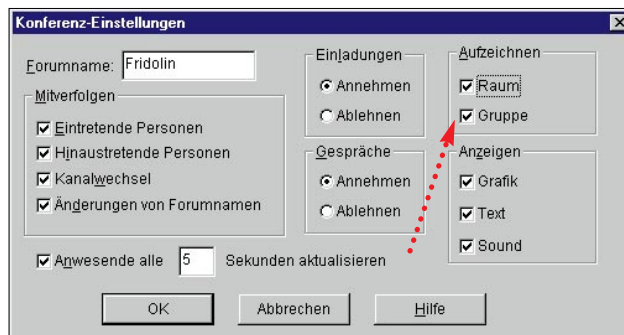 Konferenz-Einstellungen
Forumname: Fridolin
Mitverfolgen
Eintretende Personen
Hinaustretende Personen
Kanalwechsel
Änderungen von Forumnamen
Einladungen
Annehmen
Ablehnen
Gespräche
Annehmen
Ablehnen
Aufzeichnen
Raum
Gruppe
Anzeigen
Grafik
Text
Sound
Anwesende alle 5 Sekunden aktualisieren
OK Abbrechen Hilfe